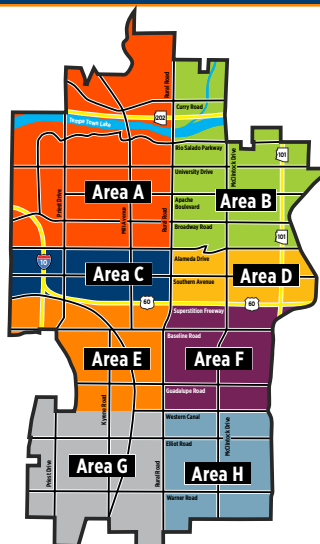 Rural Road
Curry Road
202
Tempe Town Lake
Rio Salado Parkway
McClintock Drive
101
University Drive
Priest Drive
Mill Avenue
Rural Road
Area A
Apache
Boulevard
Area B
Broadway Road
101
Alameda Drive
10
Area C
Area D
Southern Avenue
60
60
Superstition Freeway
Baseline Road
Area E
Area F
Guadalupe Road
Kyrene Road
Western Canal
McClintock Drive
Elliot Road
Priest Drive
Area G
Rural Road
Area H
Warner Road